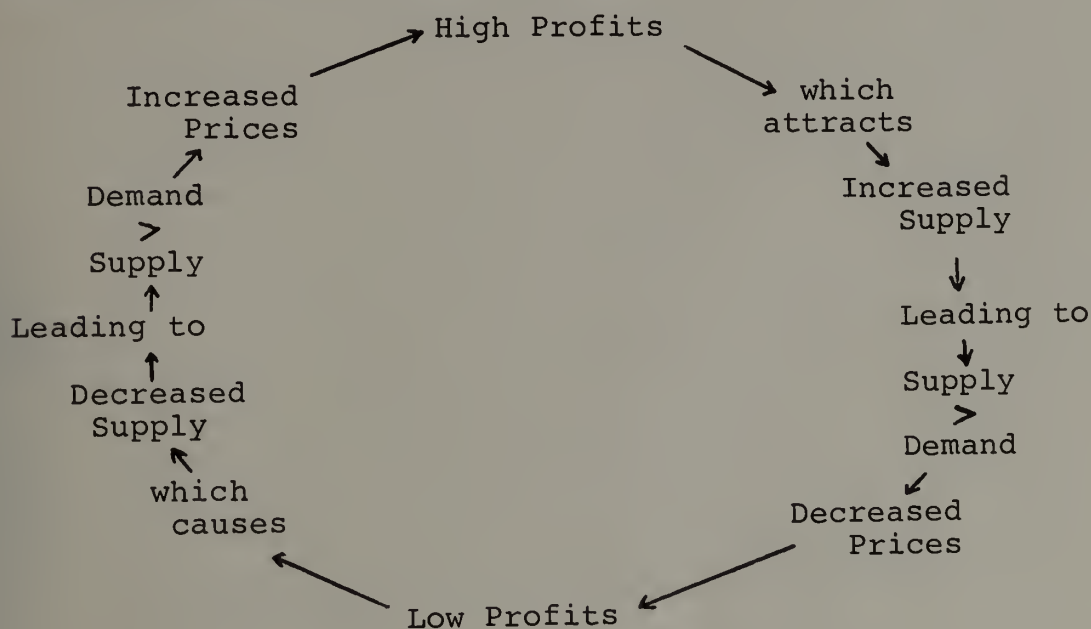 High Profits
which
attracts
Increased
Supply
Leading to
Supply
>
Demand
Decreased
Prices
Low Profits
which
causes
Decreased
Supply
Leading to
Supply
>
Demand
Increased
Prices